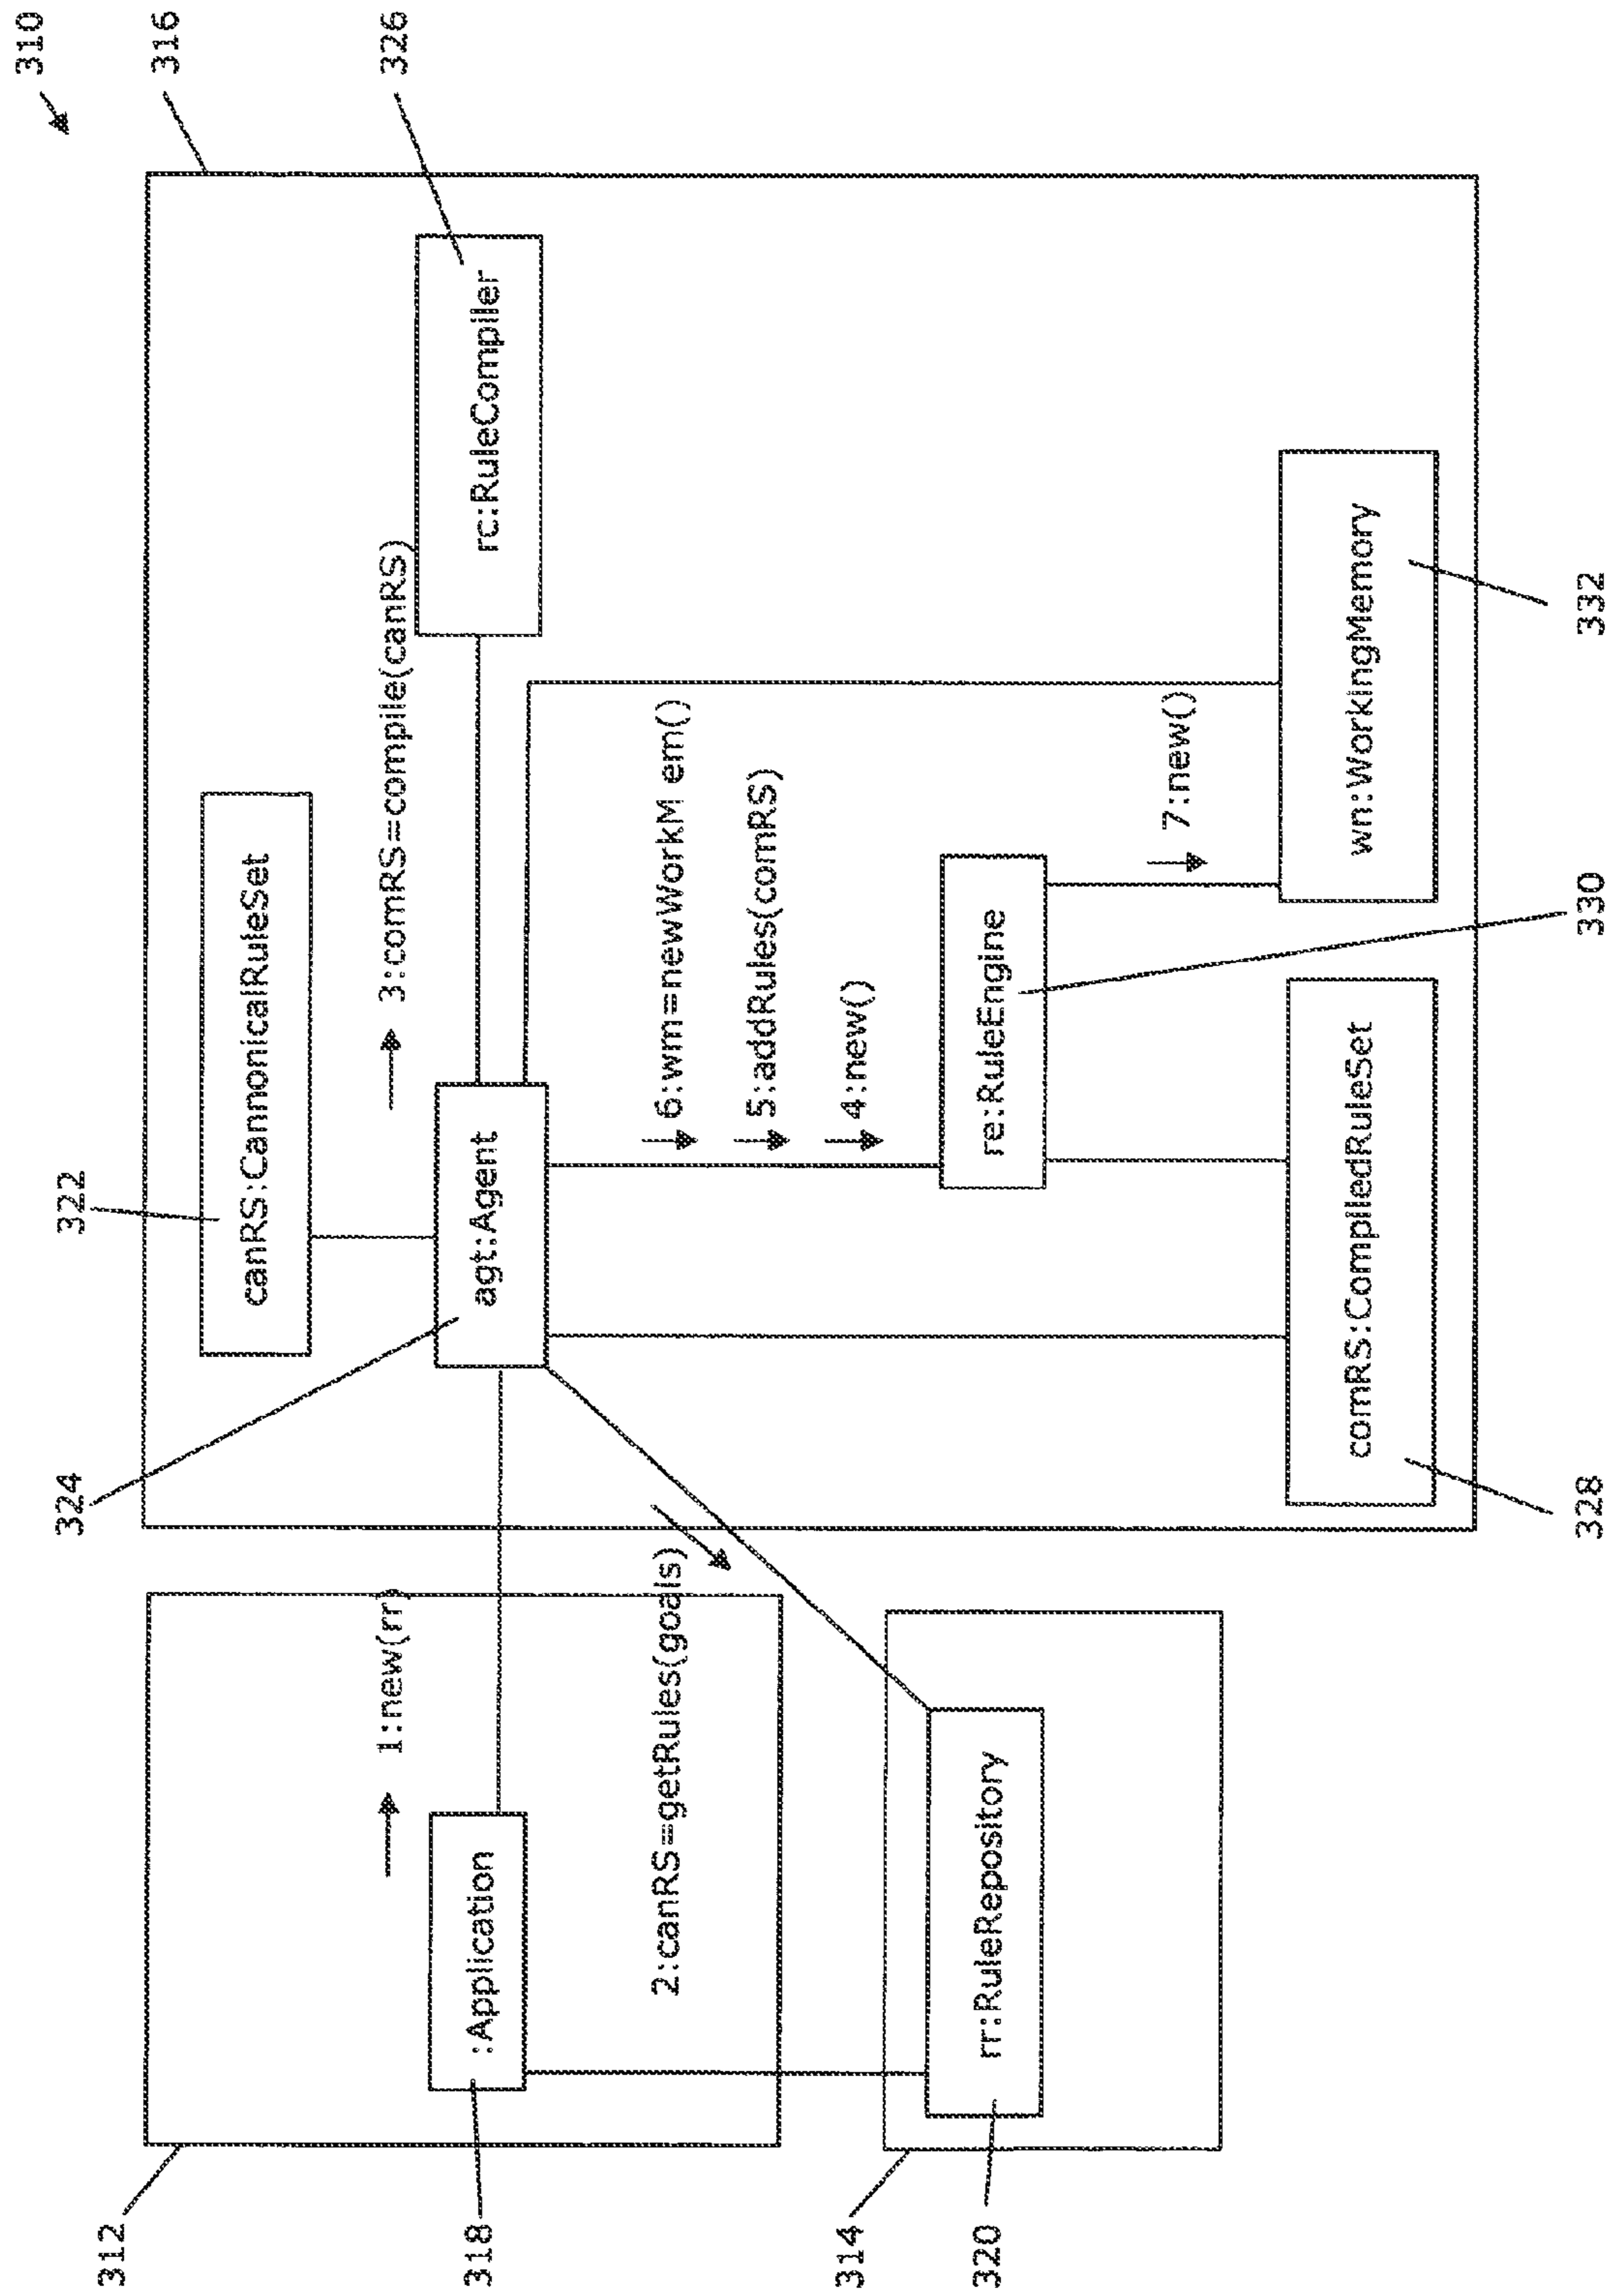 310
316
326
322
324
canRS:CannonicalRuleSet
3:comRS=compile(canRS)
rc:RuleCompiler
agt:Agent
6:wm=newWorkM em()
5:addRules(comRS)
4:new()
re:RuleEngine
7:new()
wn:WorkingMemory
comRS:CompiledRuleSet
332
330
328
312
1:new(rr)
:Application
318
2:canRS=getRules(goals)
314
rr:RuleRepository
320